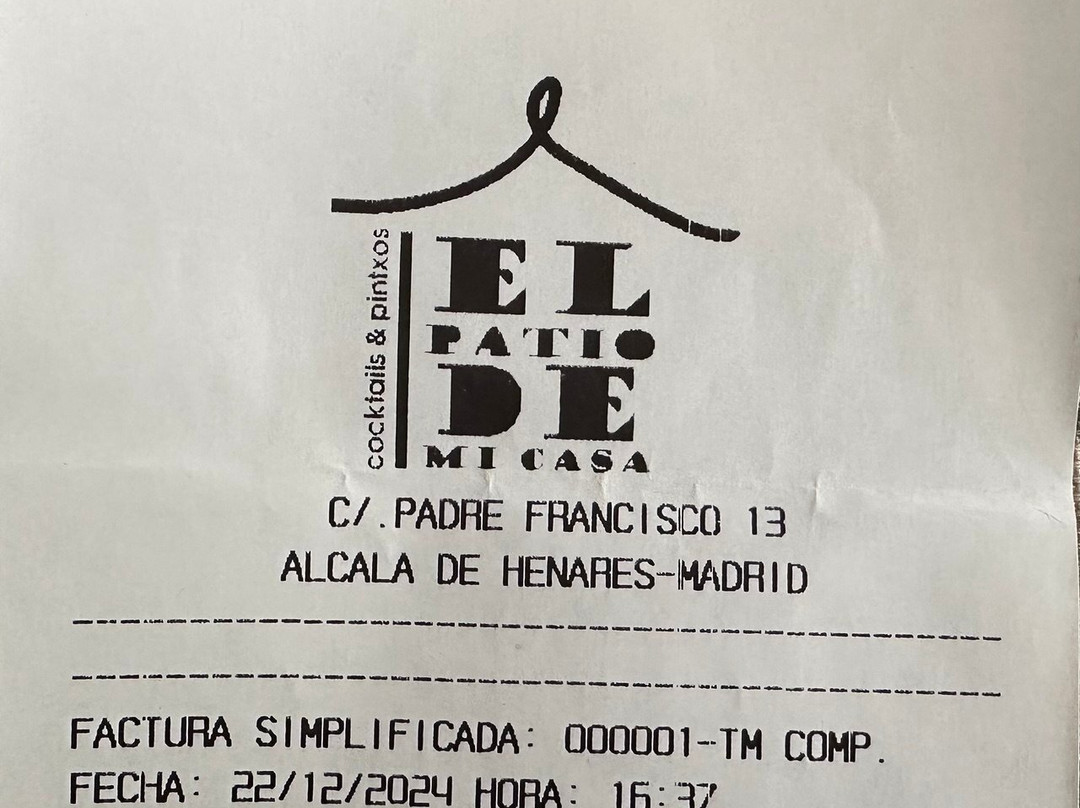 cocktails & pintxos
EL
PATIO
DE
MI CASA
C/.PADRE FRANCISCO 13
ALCALA DE HENARES-MADRID
FACTURA SIMPLIFICADA: 000001-TM COMP.
FECHA: 22/12/2024 HORA: 16:37